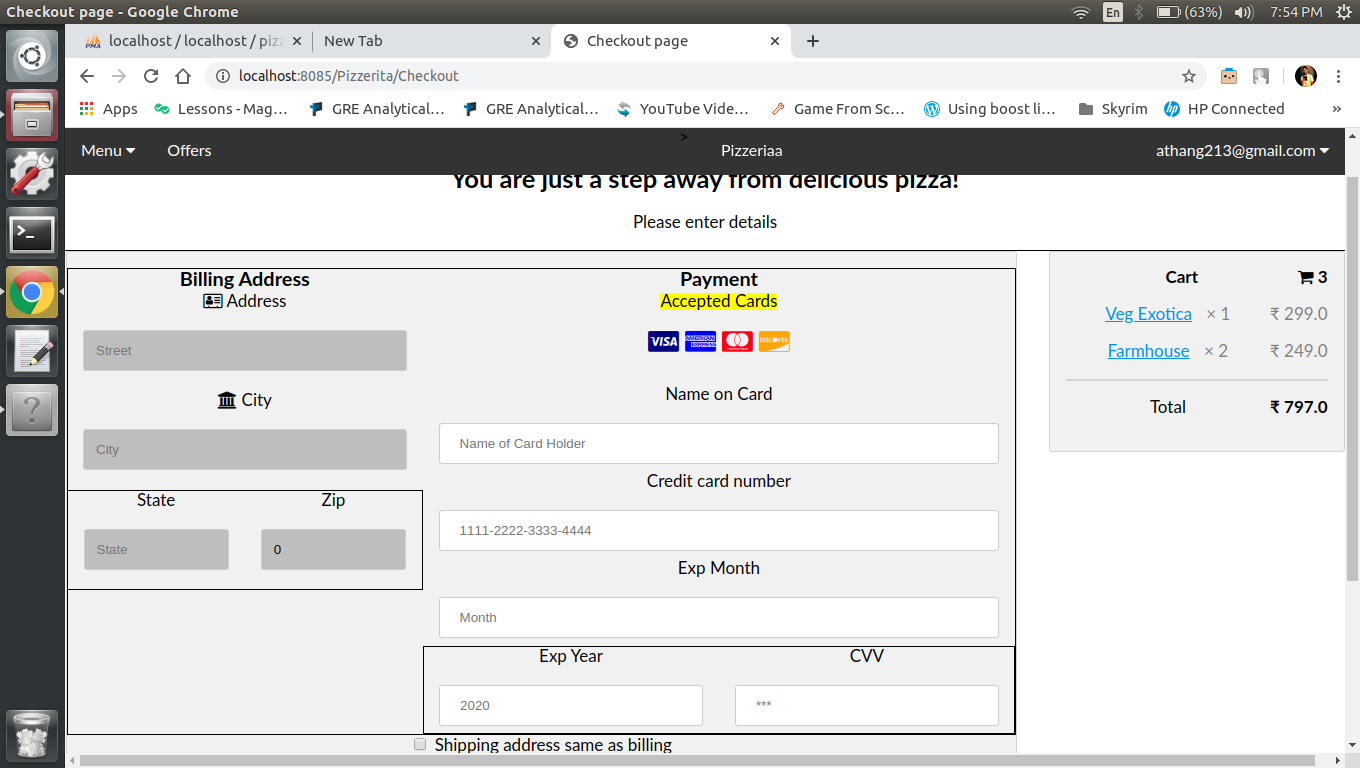 Checkout page - Google Chrome
En
(63%)
7:54 PM
localhost / localhost / pizz
New Tab
Checkout page
localhost:8085/Pizzerita/Checkout
Apps
Lessons - Mag...
GRE Analytical...
GRE Analytical...
YouTube Vide...
Game From Sc...
Using boost li...
Skyrim
HP Connected
»
>
Menu
Offers
Pizzeriaa
athang213@gmail.com
You are just a step away from delicious pizza!
Please enter details
Billing Address
Address
Street
City
City
State
Zip
State
0
Payment
Accepted Cards
VISA
AMERICAN EXPRESS
mastercard
DISCOVER
Name on Card
Name of Card Holder
Credit card number
1111-2222-3333-4444
Exp Month
Month
Exp Year
CVV
2020
***
Shipping address same as billing
Cart
3
Veg Exotica × 1 ₹ 299.0
Farmhouse × 2 ₹ 249.0
Total ₹ 797.0